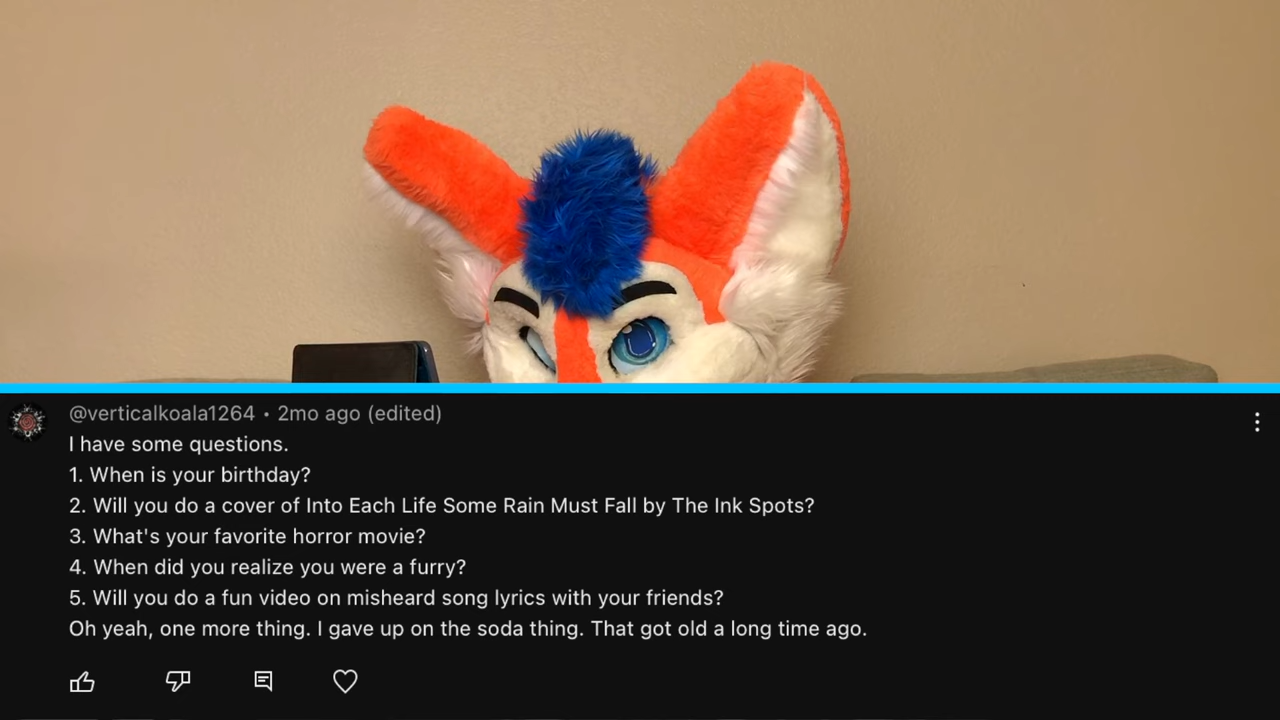 @verticalkoala1264 • 2mo ago (edited)
I have some questions.
1. When is your birthday?
2. Will you do a cover of Into Each Life Some Rain Must Fall by The Ink Spots?
3. What's your favorite horror movie?
4. When did you realize you were a furry?
5. Will you do a fun video on misheard song lyrics with your friends?
Oh yeah, one more thing. I gave up on the soda thing. That got old a long time ago.